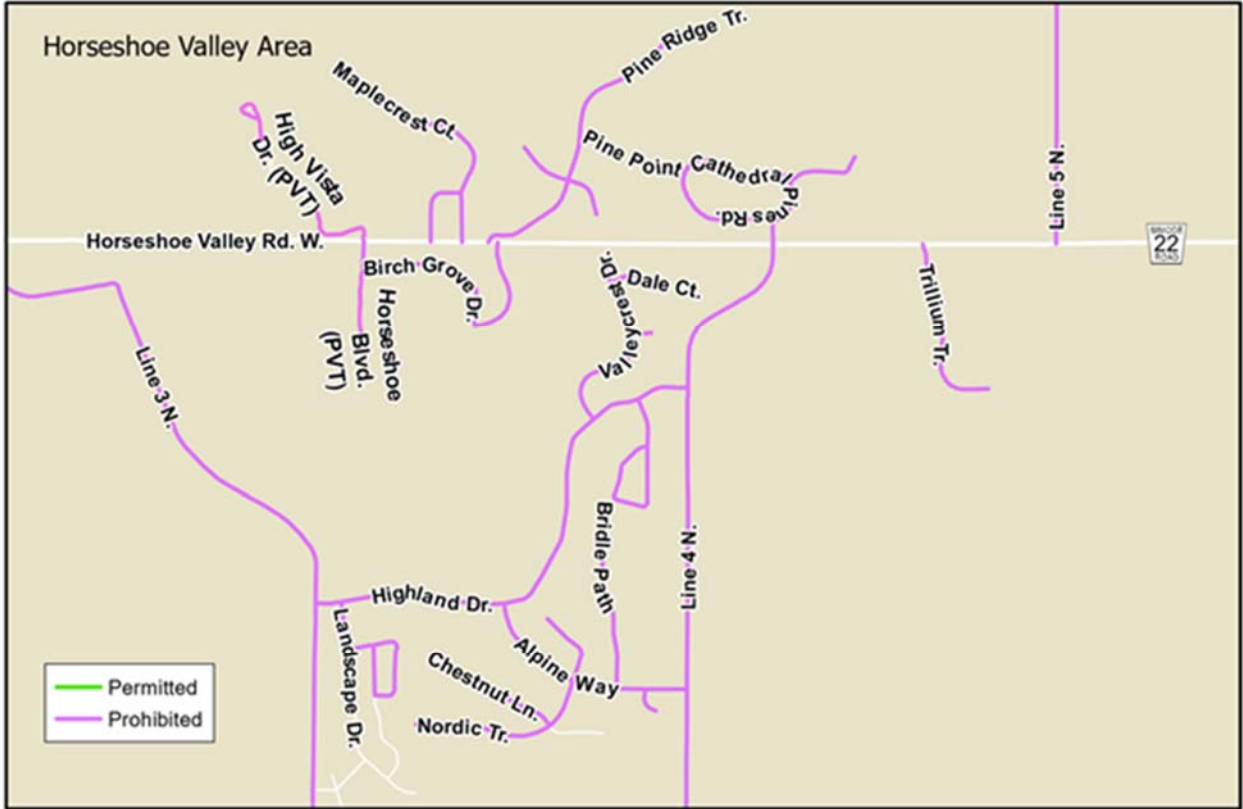 Horseshoe Valley Area
Pine Ridge Tr.
Maplecrest Ct.
High Vista
Dr. (PVT)
Pine Point
Cathedral Pines Rd.
Line 5 N.
Horseshoe Valley Rd. W.
SIMCOE
22
ROAD
Birch Grove Dr.
Horseshoe
Blvd.
(PVT)
Valleycrest Dr.
Dale Ct.
Trillium Tr.
Line 3 N.
Bridle Path
Line 4 N.
Highland Dr.
Landscape Dr.
Alpine Way
Chestnut Ln.
Nordic Tr.
Permitted
Prohibited